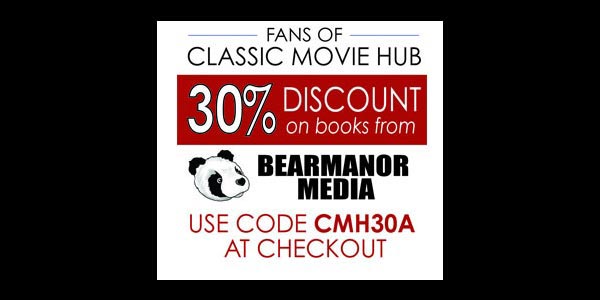 FANS OF
CLASSIC MOVIE HUB
30% DISCOUNT
on books from
BEARMANOR
MEDIA
USE CODE CMH30A
AT CHECKOUT